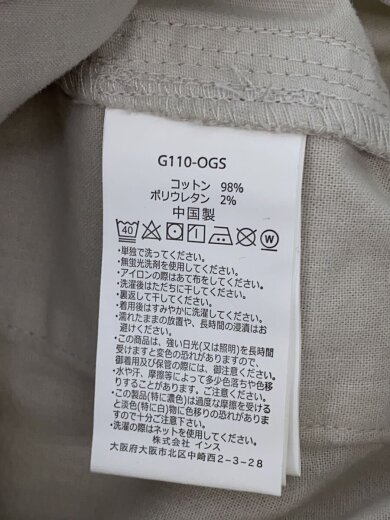 G110-OGS
コットン 98%
ポリウレタン 2%
中国製
40 W
・単独で洗ってください。
・無蛍光洗剤を使用してください。
・アイロンの際はあて布をしてください。
・洗濯後はただちに干してください。
・裏返して干してください。
・着用後はすみやかに洗濯してください。
・濡れたままの放置や、長時間の浸漬はお
避けください。
・この商品は、強い日光(又は照明)を長時間
受けますと変色の恐れがありますので、
御着用及び保管の際には、御注意ください。
・水や汗、摩擦等によって多少色落ちや色移
りすることがあります。ご注意ください。
・この製品(特に濃色)は過度な摩擦を受ける
と淡色(特に白)物に色移りの恐れがありま
すので十分ご注意下さい。
・洗濯の際はネットを使用してください。
株式会社 インス
大阪府大阪市北区中崎西2-3-28